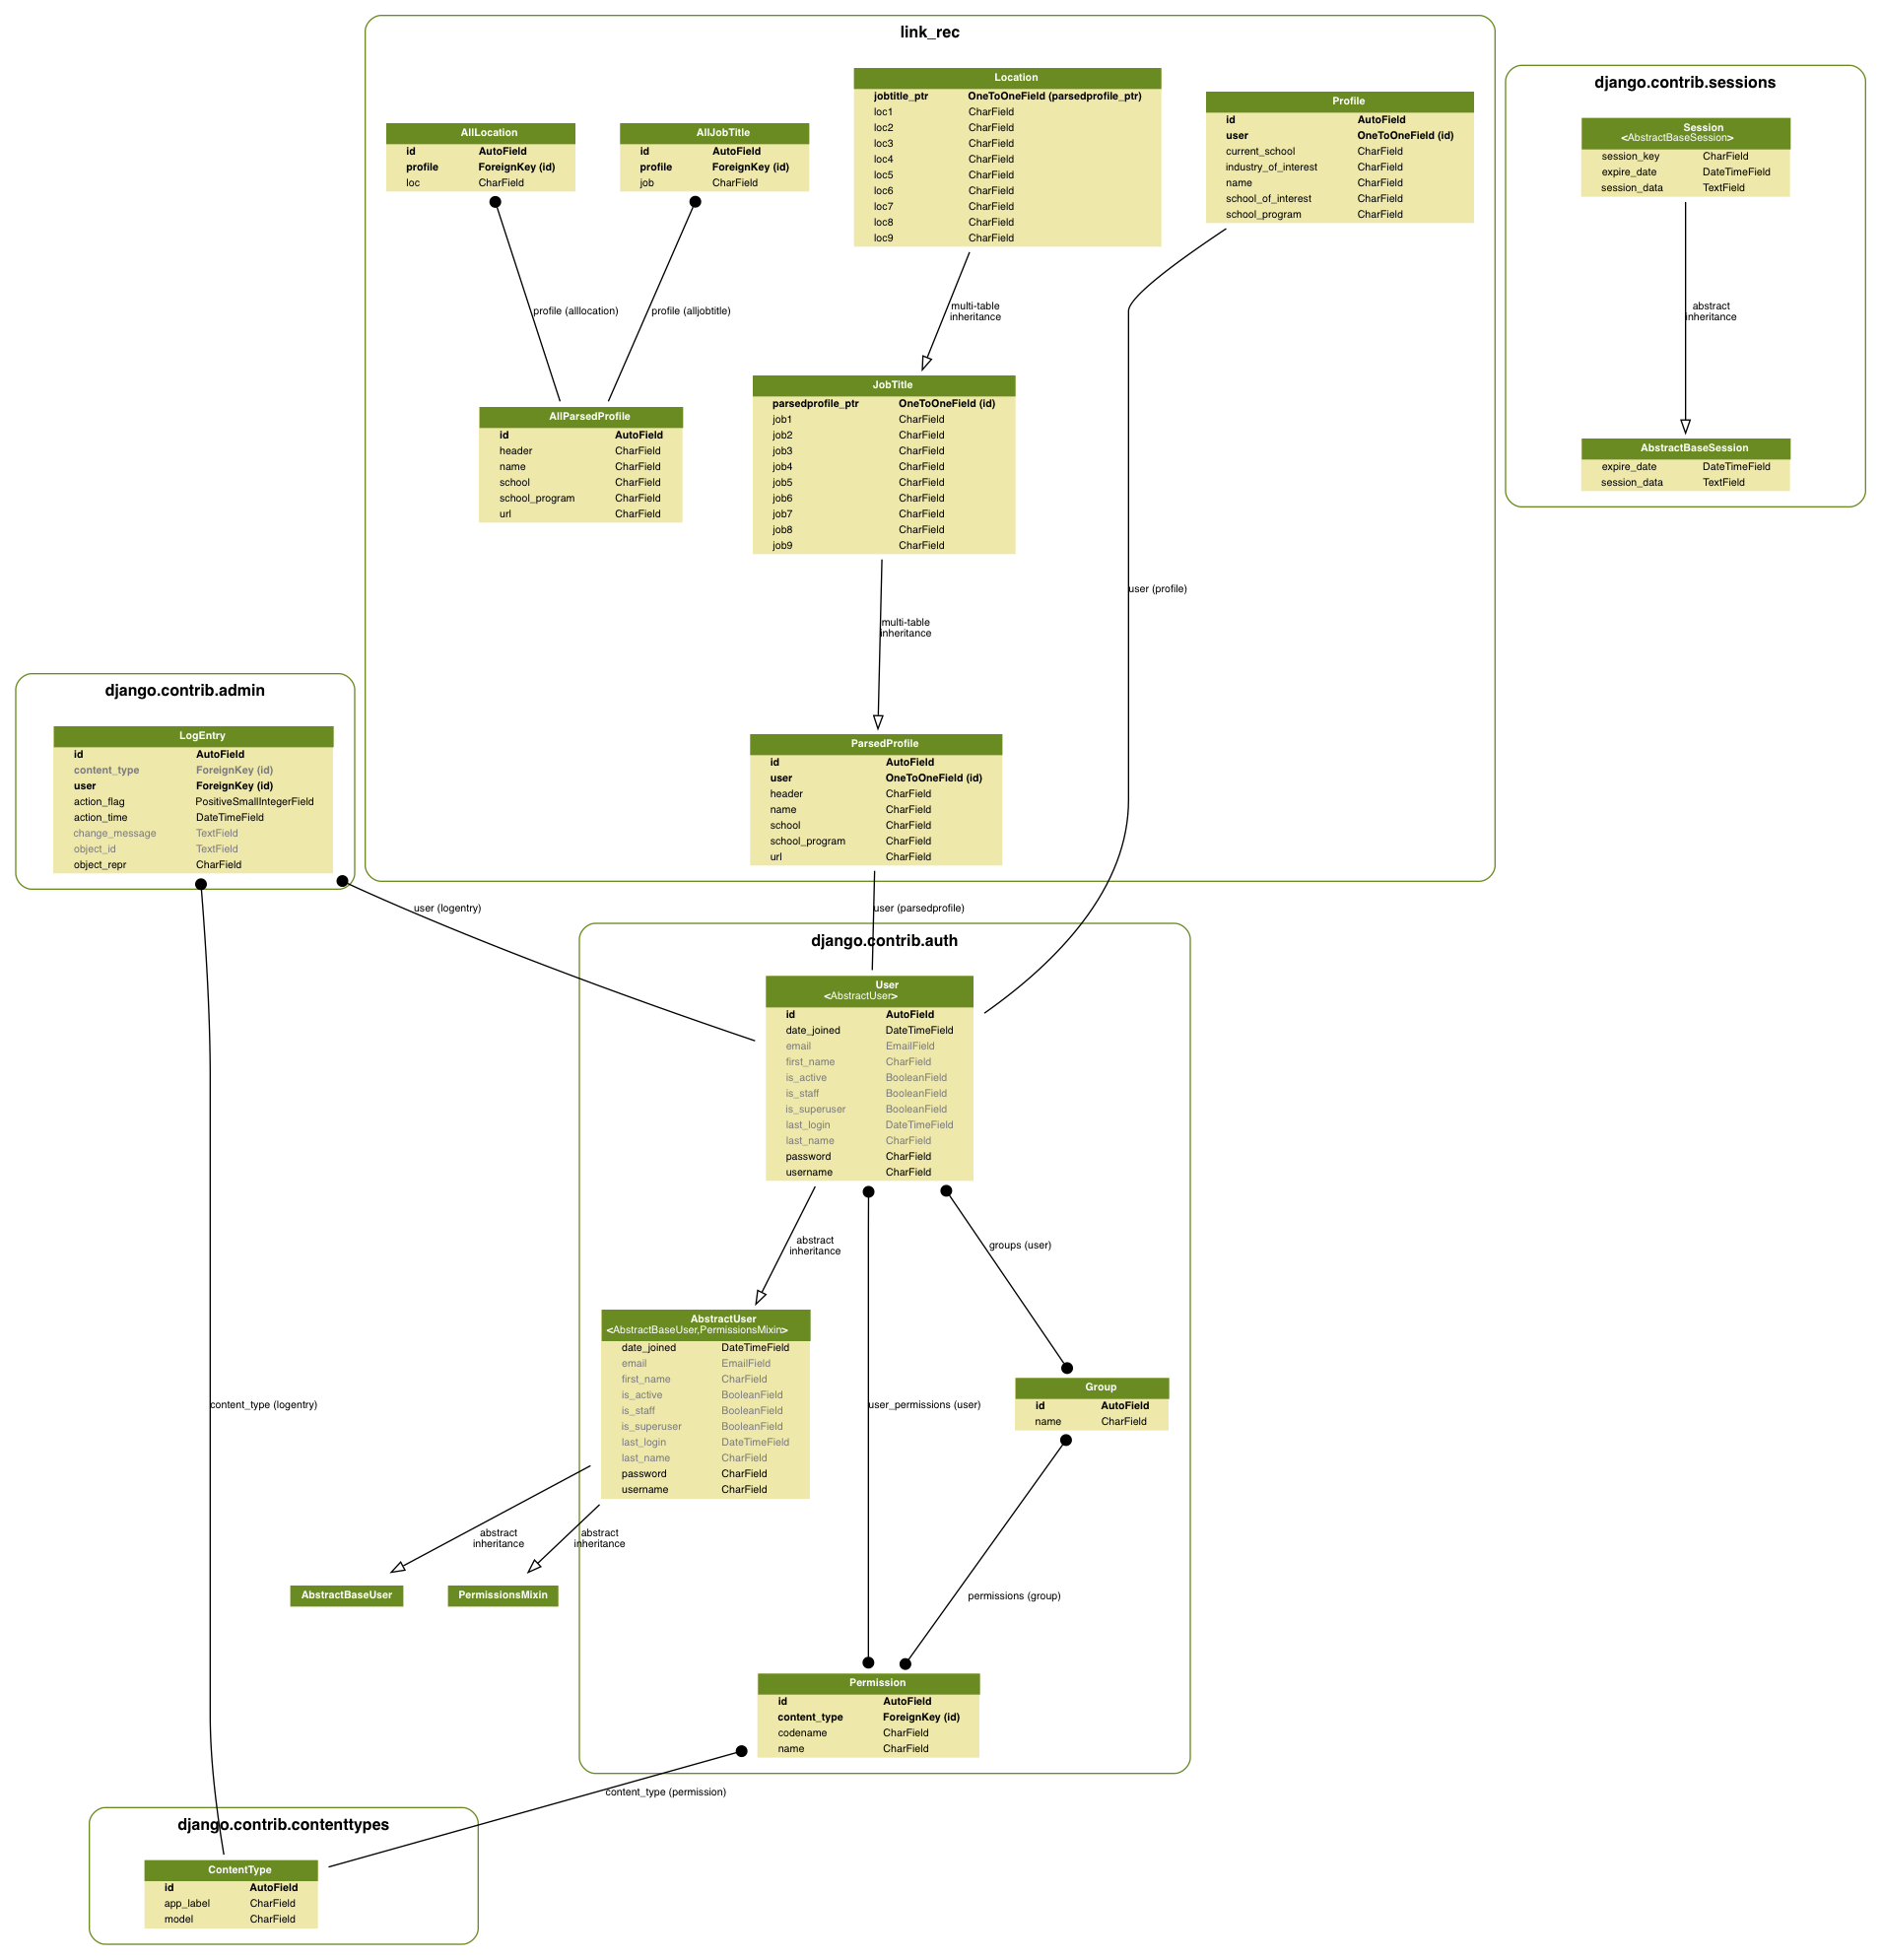 link_rec
Location
jobtitle_ptr OneToOneField (parsedprofile_ptr)
loc1 CharField
loc2 CharField
loc3 CharField
loc4 CharField
loc5 CharField
loc6 CharField
loc7 CharField
loc8 CharField
loc9 CharField
Profile
id AutoField
user OneToOneField (id)
current_school CharField
industry_of_interest CharField
name CharField
school_of_interest CharField
school_program CharField
AllLocation
id AutoField
profile ForeignKey (id)
loc CharField
AllJobTitle
id AutoField
profile ForeignKey (id)
job CharField
profile (alllocation)
profile (alljobtitle)
multi-table
inheritance
JobTitle
parsedprofile_ptr OneToOneField (id)
job1 CharField
job2 CharField
job3 CharField
job4 CharField
job5 CharField
job6 CharField
job7 CharField
job8 CharField
job9 CharField
AllParsedProfile
id AutoField
header CharField
name CharField
school CharField
school_program CharField
url CharField
user (profile)
multi-table
inheritance
ParsedProfile
id AutoField
user OneToOneField (id)
header CharField
name CharField
school CharField
school_program CharField
url CharField
django.contrib.sessions
Session
<AbstractBaseSession>
session_key CharField
expire_date DateTimeField
session_data TextField
abstract
inheritance
AbstractBaseSession
expire_date DateTimeField
session_data TextField
django.contrib.admin
LogEntry
id AutoField
content_type ForeignKey (id)
user ForeignKey (id)
action_flag PositiveSmallIntegerField
action_time DateTimeField
change_message TextField
object_id TextField
object_repr CharField
user (logentry)
user (parsedprofile)
django.contrib.auth
User
<AbstractUser>
id AutoField
date_joined DateTimeField
email EmailField
first_name CharField
is_active BooleanField
is_staff BooleanField
is_superuser BooleanField
last_login DateTimeField
last_name CharField
password CharField
username CharField
abstract
inheritance
groups (user)
AbstractUser
<AbstractBaseUser,PermissionsMixin>
date_joined DateTimeField
email EmailField
first_name CharField
is_active BooleanField
is_staff BooleanField
is_superuser BooleanField
last_login DateTimeField
last_name CharField
password CharField
username CharField
content_type (logentry)
user_permissions (user)
Group
id AutoField
name CharField
abstract
inheritance
abstract
inheritance
AbstractBaseUser
PermissionsMixin
permissions (group)
Permission
id AutoField
content_type ForeignKey (id)
codename CharField
name CharField
content_type (permission)
django.contrib.contenttypes
ContentType
id AutoField
app_label CharField
model CharField